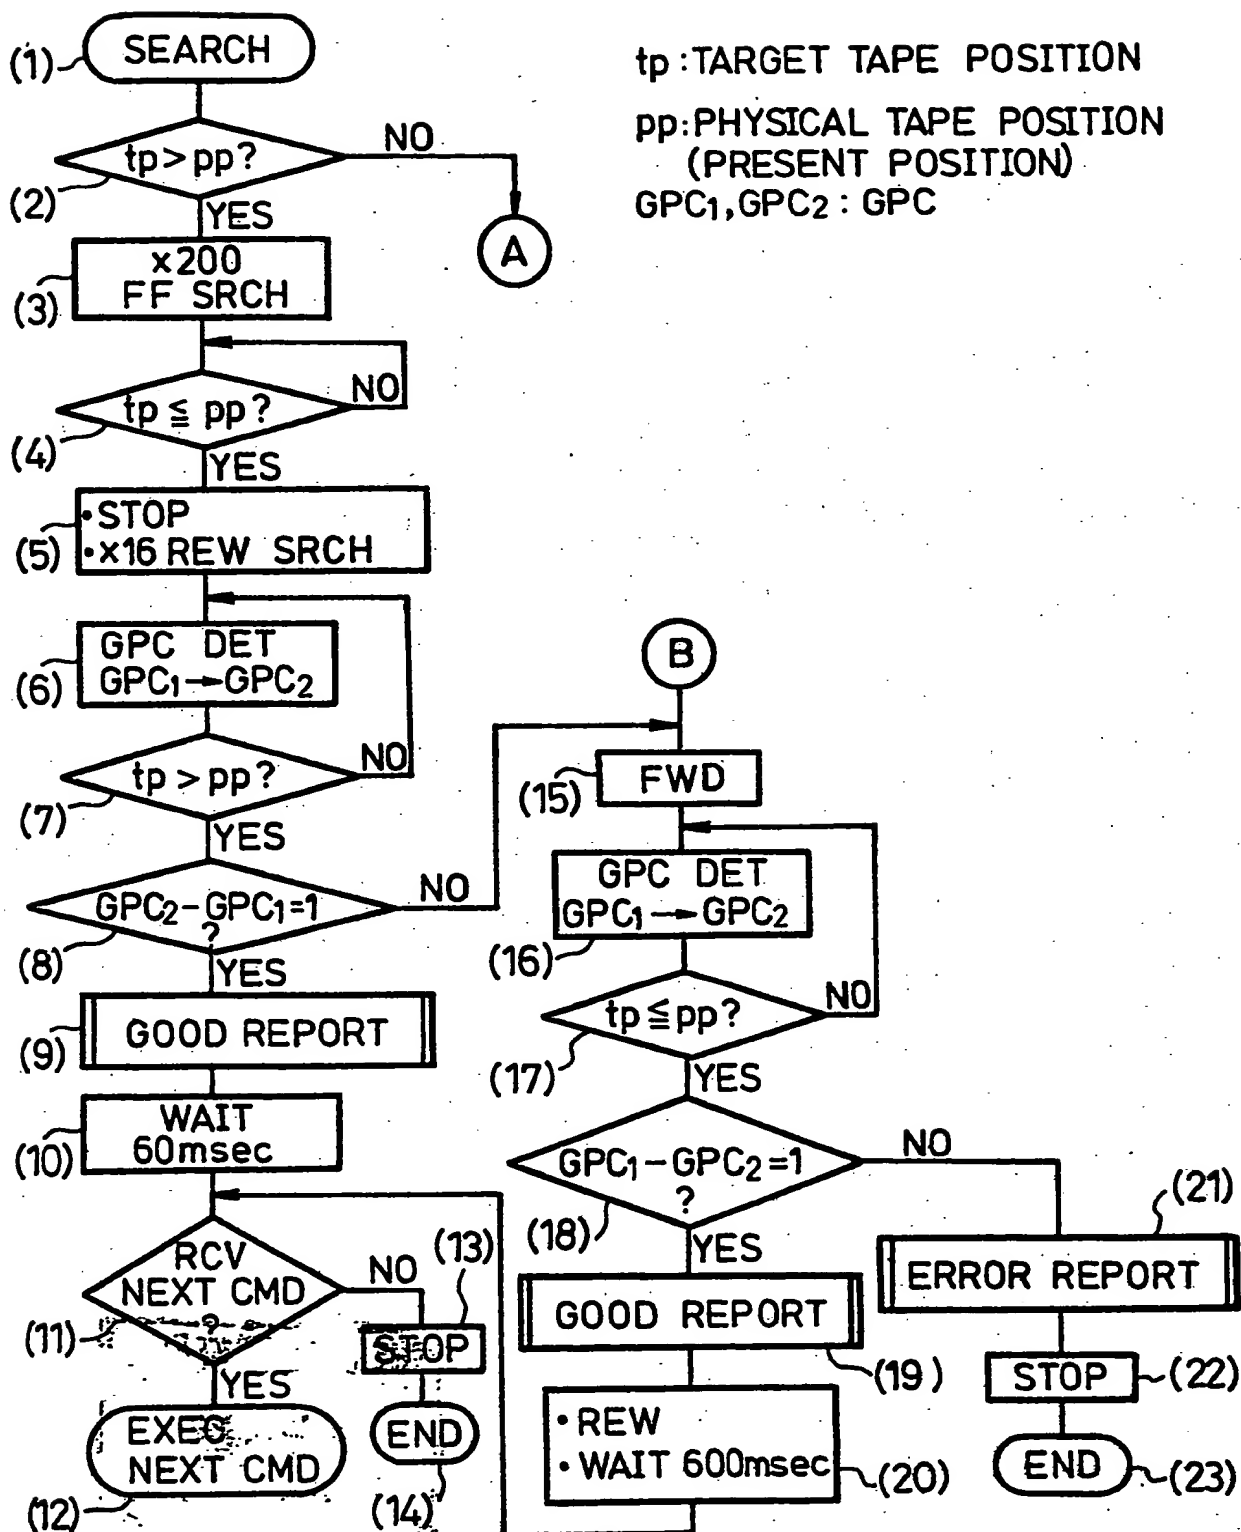 (1)
SEARCH
tp : TARGET TAPE POSITION
pp : PHYSICAL TAPE POSITION
(PRESENT POSITION)
GPC₁, GPC₂ : GPC
tp > pp ?
NO
(2)
YES
A
×200
FF SRCH
(3)
tp ≦ pp ?
NO
(4)
YES
• STOP
• ×16 REW SRCH
(5)
GPC DET
GPC₁ → GPC₂
(6)
tp > pp ?
NO
(7)
YES
GPC₂ − GPC₁ = 1
?
NO
(8)
YES
GOOD REPORT
(9)
WAIT
60msec
(10)
RCV
NEXT CMD
?
NO
(11)
YES
EXEC
NEXT CMD
(12)
(13)
STOP
END
(14)
B
FWD
(15)
GPC DET
GPC₁ → GPC₂
(16)
tp ≦ pp ?
NO
(17)
YES
GPC₁ − GPC₂ = 1
?
NO
(18)
YES
GOOD REPORT
(19)
• REW
• WAIT 600msec
(20)
(21)
ERROR REPORT
STOP
(22)
END
(23)